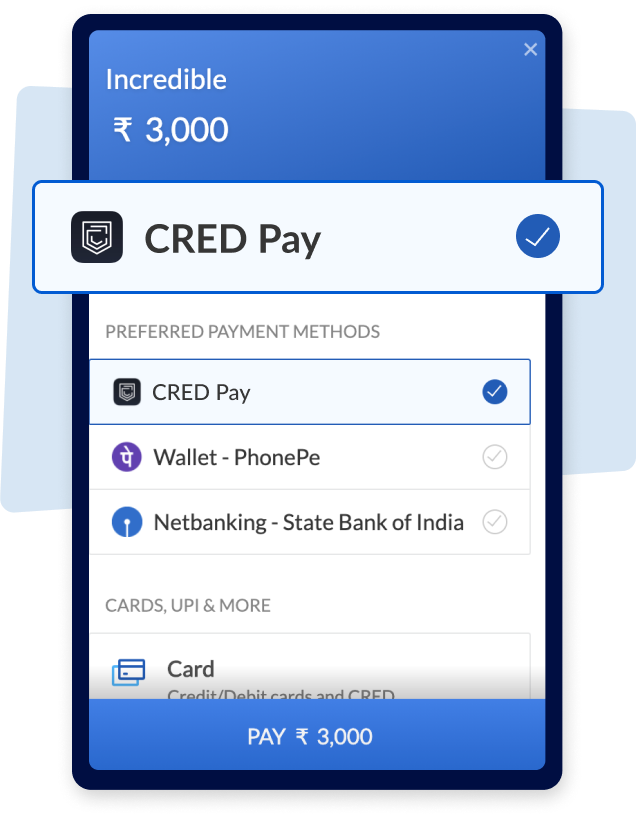 Incredible
₹ 3,000
CRED Pay
PREFERRED PAYMENT METHODS
CRED Pay
पे Wallet - PhonePe
Netbanking - State Bank of India
CARDS, UPI & MORE
Card
Credit/Debit cards and CRED
PAY ₹ 3,000